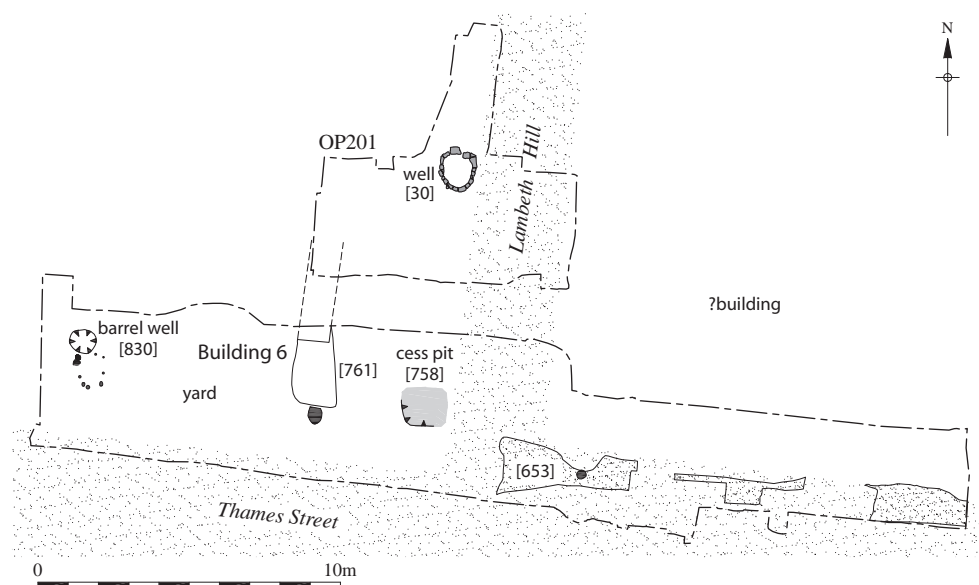 N
OP201
well
[30]
Lambeth Hill
?building
barrel well
[830]
Building 6
[761]
cess pit
[758]
yard
[653]
Thames Street
0
10m